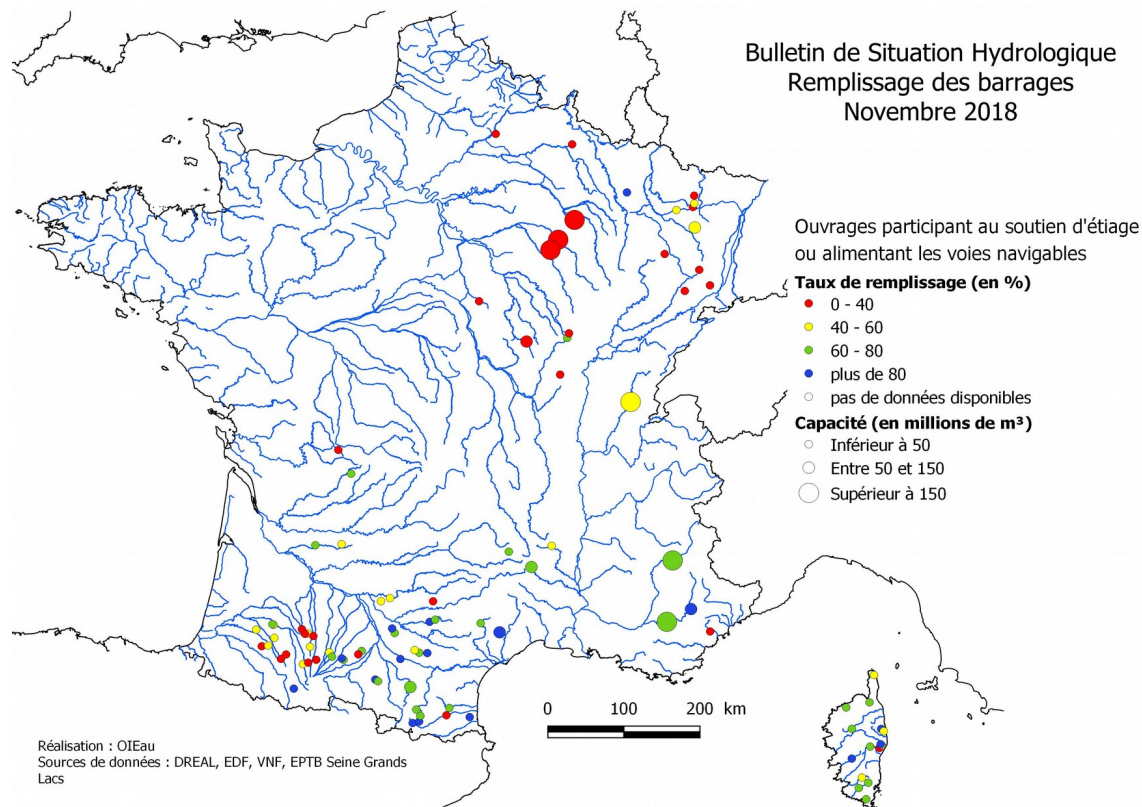 Bulletin de Situation Hydrologique
Remplissage des barrages
Novembre 2018
Ouvrages participant au soutien d'étiage
ou alimentant les voies navigables
Taux de remplissage (en %)
0 - 40
40 - 60
60 - 80
plus de 80
pas de données disponibles
Capacité (en millions de m³)
Inférieur à 50
Entre 50 et 150
Supérieur à 150
0 100 200 km
Réalisation : OIEau
Sources de données : DREAL, EDF, VNF, EPTB Seine Grands
Lacs